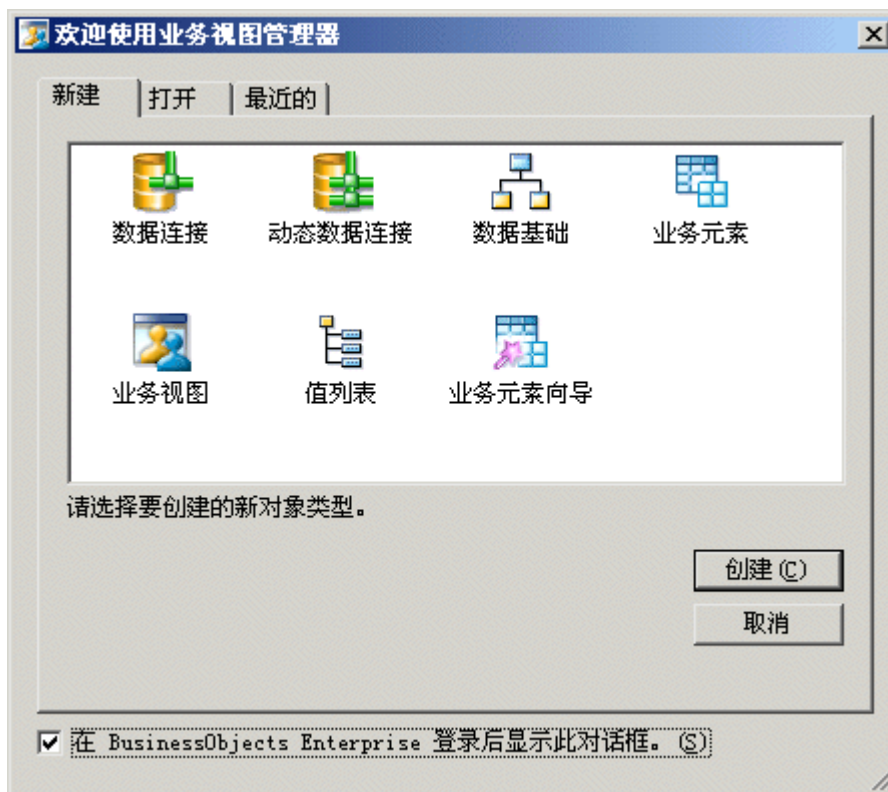 欢迎使用业务视图管理器
新建 打开 最近的
数据连接 动态数据连接 数据基础 业务元素
业务视图 值列表 业务元素向导
请选择要创建的新对象类型。
创建(C)
取消
在 BusinessObjects Enterprise 登录后显示此对话框。(S)